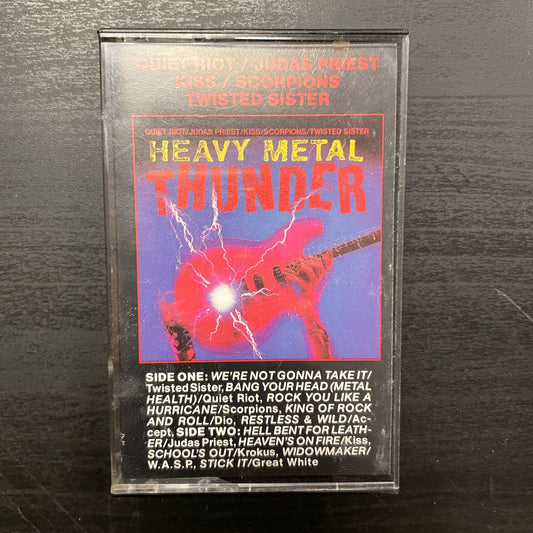 QUIET RIOT / JUDAS PRIEST
KISS / SCORPIONS
TWISTED SISTER
QUIET RIOT/JUDAS PRIEST/KISS/SCORPIONS/TWISTED SISTER
HEAVY METAL
THUNDER
SIDE ONE: WE'RE NOT GONNA TAKE IT/
Twisted Sister, BANG YOUR HEAD (METAL
HEALTH)/Quiet Riot, ROCK YOU LIKE A
HURRICANE/Scorpions, KING OF ROCK
AND ROLL/Dio, RESTLESS & WILD/Ac-
cept, SIDE TWO: HELL BENT FOR LEATH-
ER/Judas Priest, HEAVEN'S ON FIRE/Kiss,
SCHOOL'S OUT/Krokus, WIDOWMAKER/
W.A.S.P., STICK IT/Great White